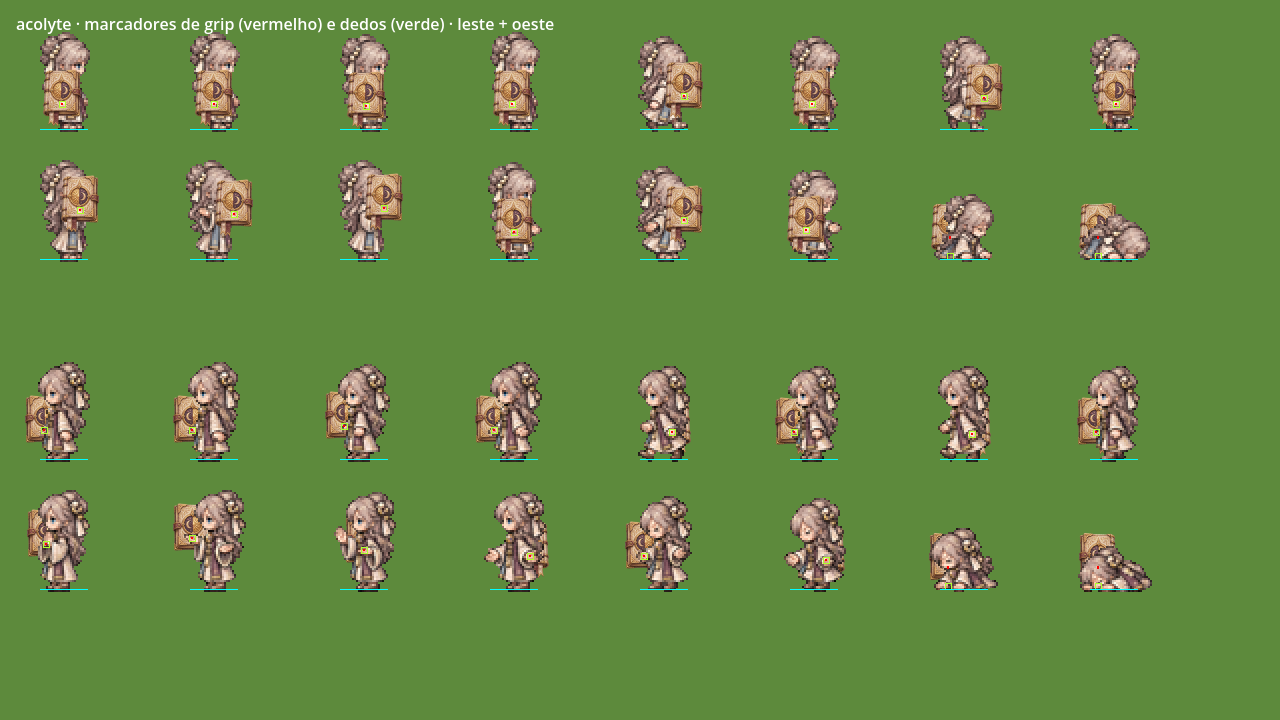 acolyte · marcadores de grip (vermelho) e dedos (verde) · leste + oeste